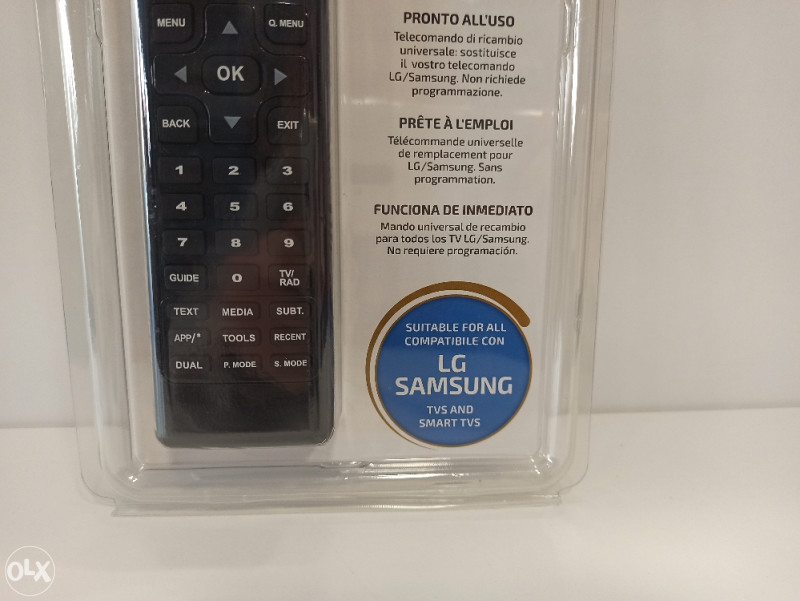 MENU
Q. MENU
OK
BACK
EXIT
1 2 3
4 5 6
7 8 9
GUIDE 0 TV/
RAD
TEXT MEDIA SUBT.
APP/* TOOLS RECENT
DUAL P. MODE S. MODE
PRONTO ALL'USO
Telecomando di ricambio
universale: sostituisce
il vostro telecomando
LG/Samsung. Non richiede
programmazione.
PRÊTE À L'EMPLOI
Télécommande universelle
de remplacement pour
LG/Samsung. Sans
programmation.
FUNCIONA DE INMEDIATO
Mando universal de recambio
para todos los TV LG/Samsung.
No requiere programación.
SUITABLE FOR ALL
COMPATIBILE CON
LG
SAMSUNG
TVS AND
SMART TVS
OLX